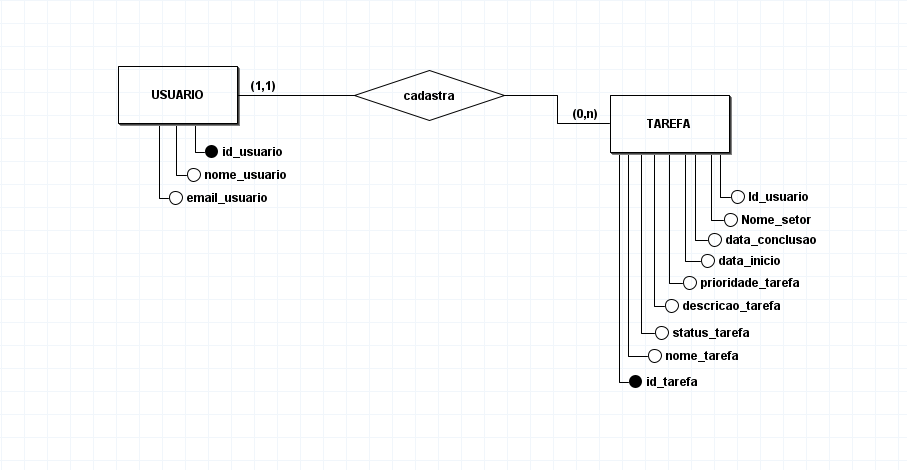 USUARIO
(1,1)
cadastra
(0,n)
TAREFA
id_usuario
nome_usuario
email_usuario
Id_usuario
Nome_setor
data_conclusao
data_inicio
prioridade_tarefa
descricao_tarefa
status_tarefa
nome_tarefa
id_tarefa